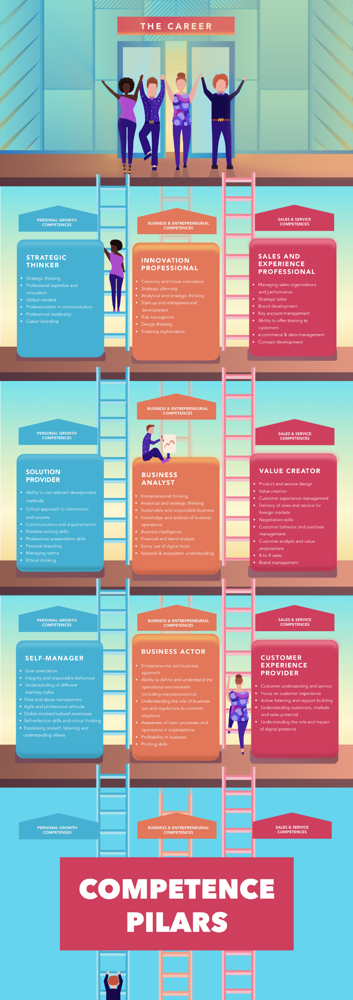 THE CAREER
PERSONAL GROWTH
COMPETENCES
BUSINESS & ENTREPRENEURIAL
COMPETENCES
SALES & SERVICE
COMPETENCES
STRATEGIC
THINKER
• Strategic thinking
• Professional expertise and
innovation
• Global mindset
• Professionalism in communication
• Professional leadership
• Career branding
INNOVATION
PROFESSIONAL
• Creativity and future orientation
• Strategic planning
• Analytical and strategic thinking
• Start-up and entrepreneurial
development
• Risk managemnt
• Design thinking
• Enabling digitalization
SALES AND
EXPERIENCE
PROFESSIONAL
• Managing sales organizations
and performance
• Strategic sales
• Brand development
• Key account management
• Ability to offer training to
customers
• e-commerce & data management
• Concept development
PERSONAL GROWTH
COMPETENCES
BUSINESS & ENTREPRENEURIAL
COMPETENCES
SALES & SERVICE
COMPETENCES
SOLUTION
PROVIDER
• Ability to use relevant develpoment
methods
• Critical approach to information
and sources
• Communication and argumentation
• Problem-solving skills
• Professional presentation skills
• Personal branding
• Managing teams
• Ethical thinking
BUSINESS
ANALYST
• Entrepreneurial thinking
• Analytical and strategic thinking
• Sustainable and responsible business
• Knowledge and analysis of business
operations
• Business intelligence
• Financial and trend analysis
• Savvy use of digital tools
• Network & ecosystem understanding
VALUE CREATOR
• Product and service design
• Value creation
• Customer experience management
• Delivery of sales and service for
foreign markets
• Negotiation skills
• Customer behavior and purchase
management
• Customer analysis and value
propositions
• B to B sales
• Brand management
PERSONAL GROWTH
COMPETENCES
BUSINESS & ENTREPRENEURIAL
COMPETENCES
SALES & SERVICE
COMPETENCES
SELF-MANAGER
• Goal orientation
• Integrity and responsible behaviour
• Understanding of different
learning styles
• Time and stress management
• Agile and professional attitude
• Global mindset/cultural awareness
• Self-reflection skills and critical thinking
• Expressing oneself, listening and
understanding others
BUSINESS ACTOR
• Entrepreneurial and business
approach
• Ability to define and understand the
operational environment
(including macroeconomics)
• Understanding the role of business
law and regulations to common
situations
• Awareness of basic processes and
operations in organizations
• Profitability in business
• Pitching skills
CUSTOMER
EXPERIENCE
PROVIDER
• Customer undersanding and service
• Focus on customer experience
• Active listening and rapport building
• Understanding customers, markets
and sales potential
• Understanding the role and impact
of digital presence
PERSONAL GROWTH
COMPETENSES
BUSINESS & ENTREPRENEURIAL
COMPETENCES
SALES & SERVICE
COMPETENCES
COMPETENCE
PILARS